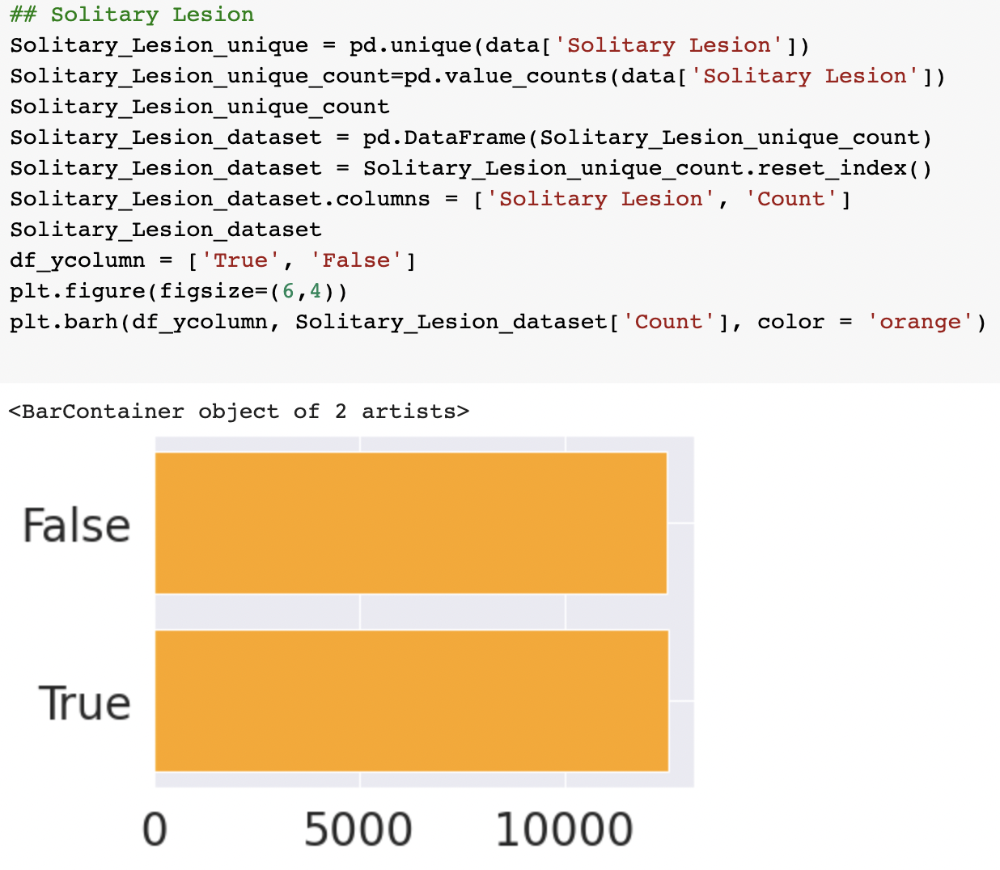 ## Solitary Lesion
Solitary_Lesion_unique = pd.unique(data['Solitary Lesion'])
Solitary_Lesion_unique_count=pd.value_counts(data['Solitary Lesion'])
Solitary_Lesion_unique_count
Solitary_Lesion_dataset = pd.DataFrame(Solitary_Lesion_unique_count)
Solitary_Lesion_dataset = Solitary_Lesion_unique_count.reset_index()
Solitary_Lesion_dataset.columns = ['Solitary Lesion', 'Count']
Solitary_Lesion_dataset
df_ycolumn = ['True', 'False']
plt.figure(figsize=(6,4))
plt.barh(df_ycolumn, Solitary_Lesion_dataset['Count'], color = 'orange')
<BarContainer object of 2 artists>
False
True
0 5000 10000